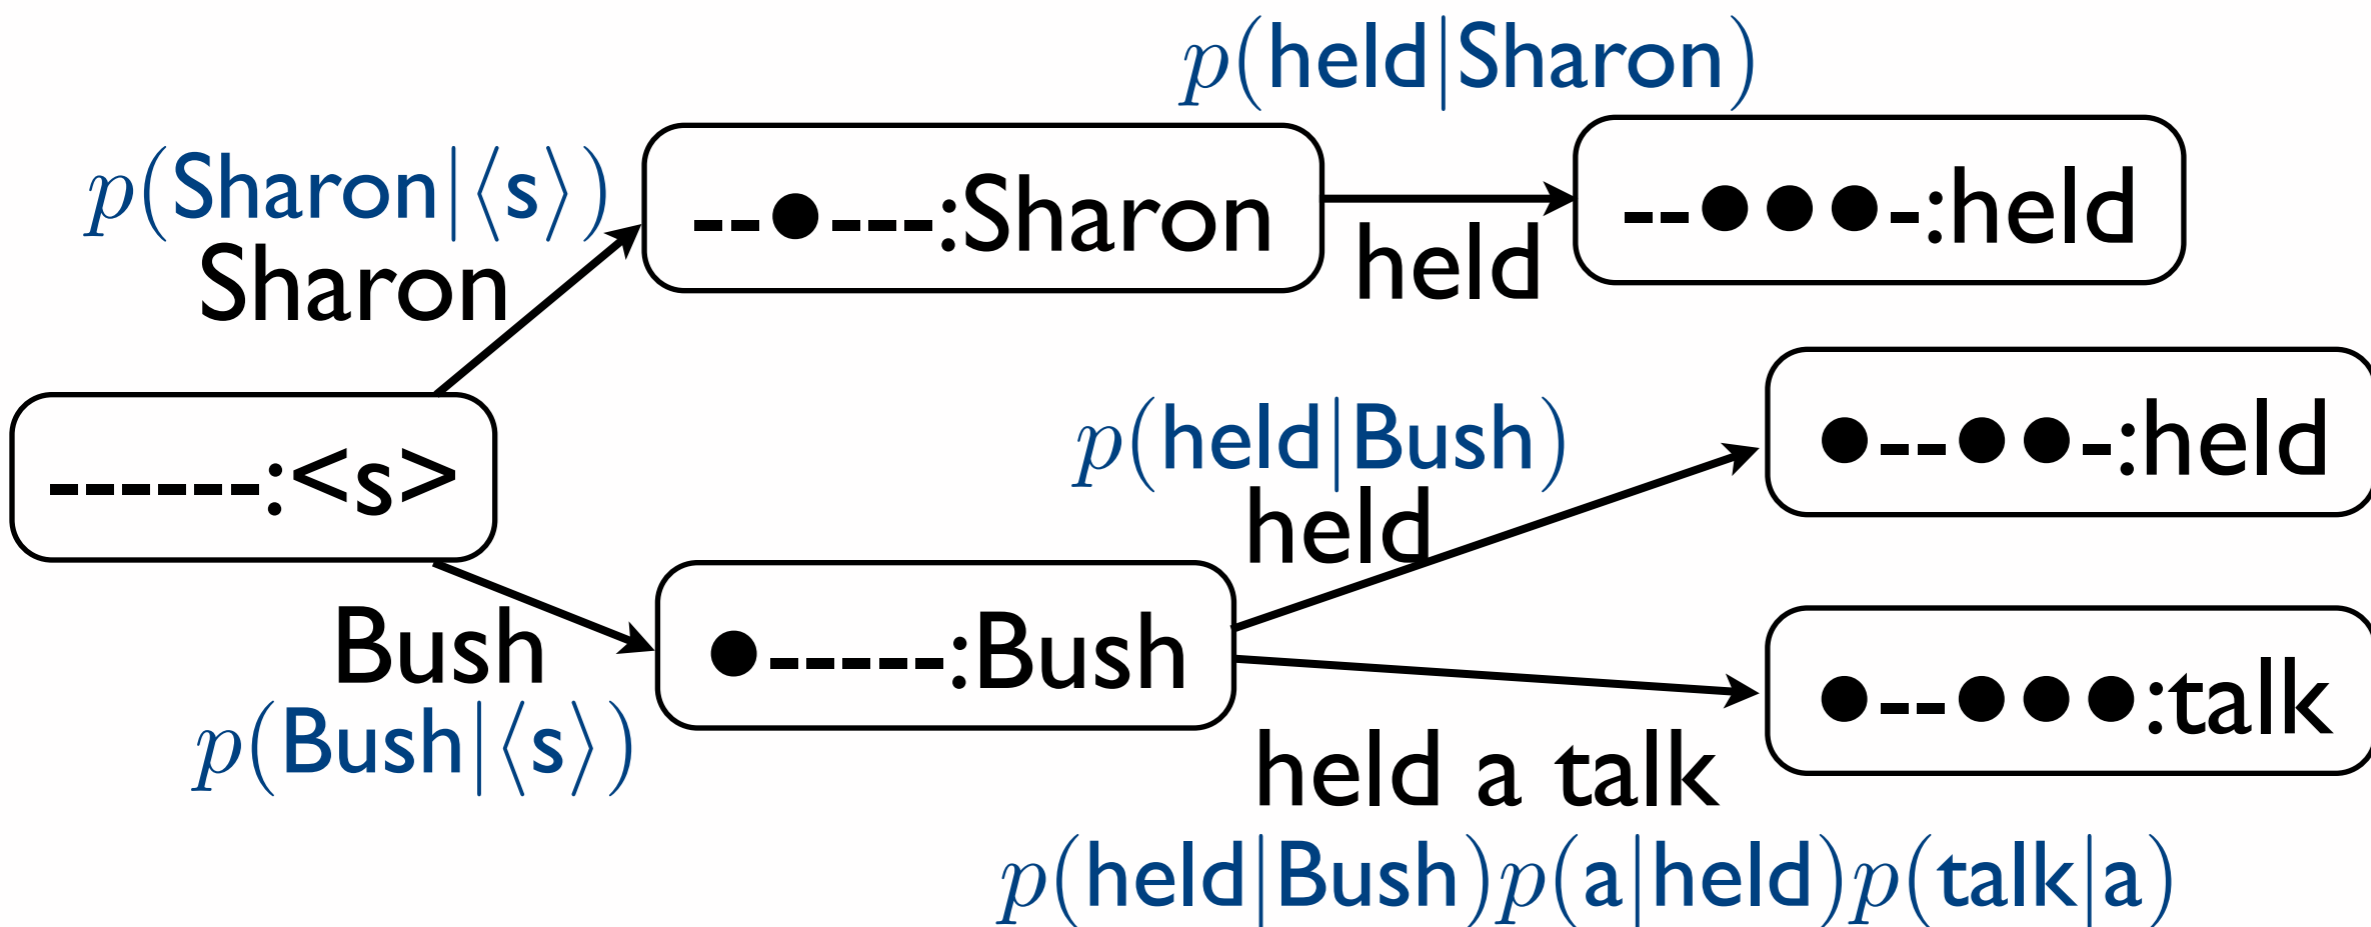 p(held|Sharon)
p(Sharon|⟨s⟩)
Sharon
--●---:Sharon
held
--●●●-:held
------:<s>
p(held|Bush)
held
●--●●-:held
Bush
p(Bush|⟨s⟩)
●-----:Bush
held a talk
●--●●●:talk
p(held|Bush)p(a|held)p(talk|a)